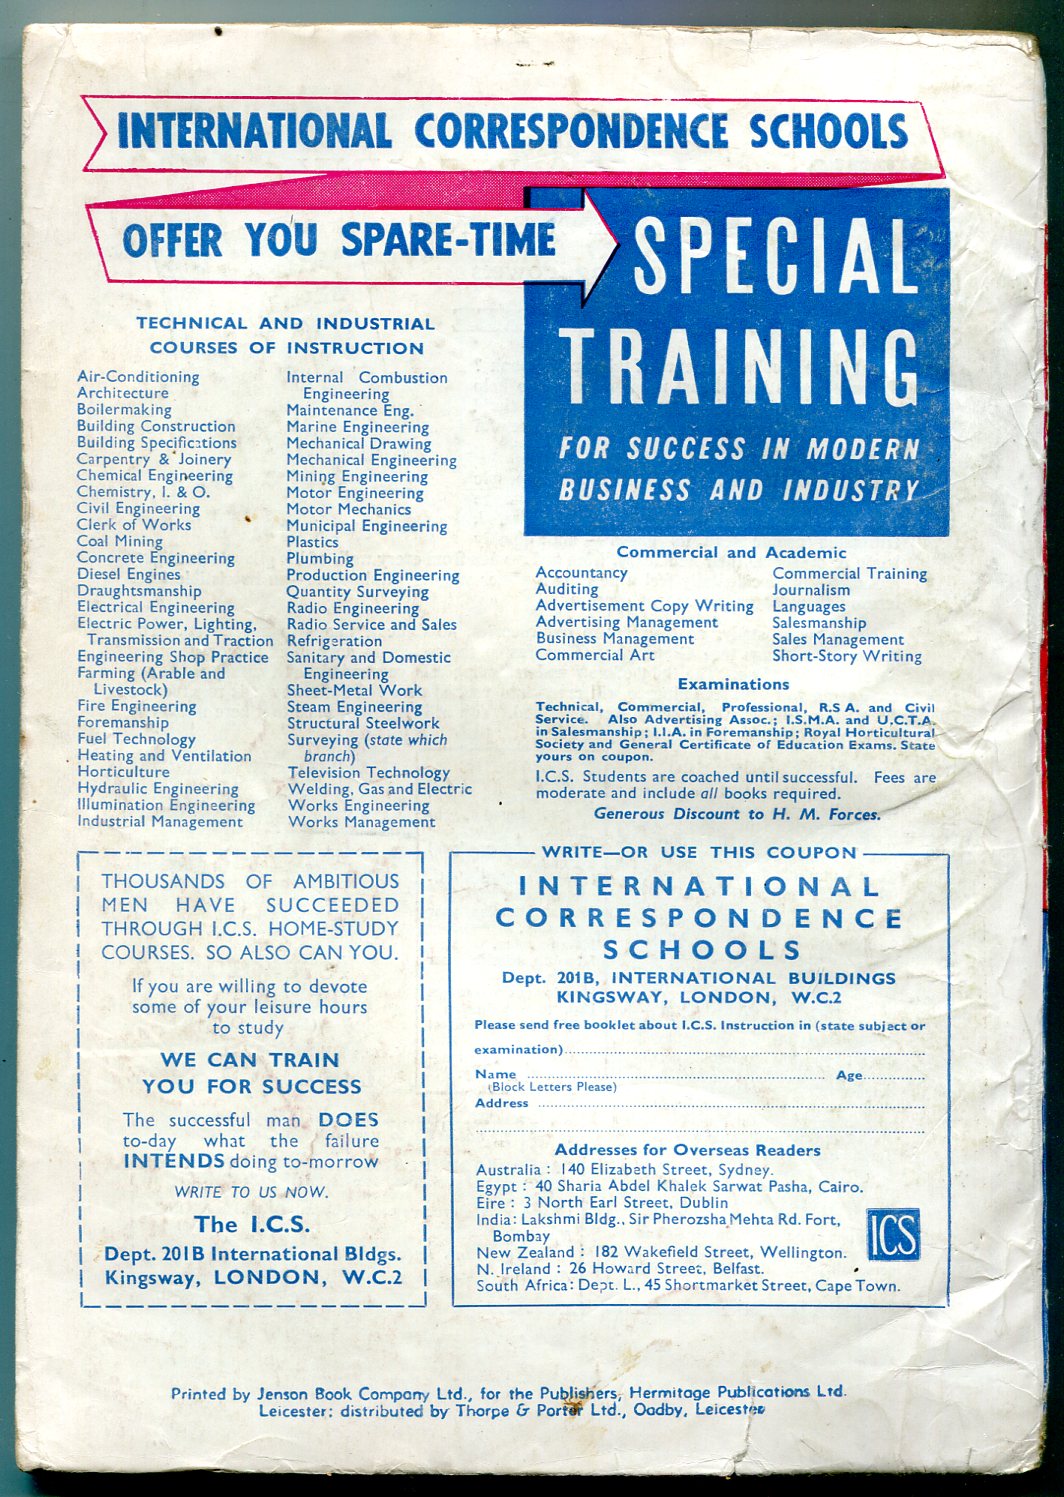 INTERNATIONAL CORRESPONDENCE SCHOOLS
OFFER YOU SPARE-TIME
SPECIAL
TRAINING
FOR SUCCESS IN MODERN
BUSINESS AND INDUSTRY
TECHNICAL AND INDUSTRIAL
COURSES OF INSTRUCTION
Air-Conditioning
Architecture
Boilermaking
Building Construction
Building Specifications
Carpentry & Joinery
Chemical Engineering
Chemistry, I. & O.
Civil Engineering
Clerk of Works
Coal Mining
Concrete Engineering
Diesel Engines
Draughtsmanship
Electrical Engineering
Electric Power, Lighting,
Transmission and Traction
Engineering Shop Practice
Farming (Arable and
Livestock)
Fire Engineering
Foremanship
Fuel Technology
Heating and Ventilation
Horticulture
Hydraulic Engineering
Illumination Engineering
Industrial Management
Internal Combustion
Engineering
Maintenance Eng.
Marine Engineering
Mechanical Drawing
Mechanical Engineering
Mining Engineering
Motor Engineering
Motor Mechanics
Municipal Engineering
Plastics
Plumbing
Production Engineering
Quantity Surveying
Radio Engineering
Radio Service and Sales
Refrigeration
Sanitary and Domestic
Engineering
Sheet-Metal Work
Steam Engineering
Structural Steelwork
Surveying (state which
branch)
Television Technology
Welding, Gas and Electric
Works Engineering
Works Management
Commercial and Academic
Accountancy
Auditing
Advertisement Copy Writing
Advertising Management
Business Management
Commercial Art
Commercial Training
Journalism
Languages
Salesmanship
Sales Management
Short-Story Writing
Examinations
Technical, Commercial, Professional, R.S A. and Civil
Service. Also Advertising Assoc.; I.S.M.A. and U.C.T.A.
in Salesmanship; I.I.A. in Foremanship; Royal Horticultural
Society and General Certificate of Education Exams. State
yours on coupon.
I.C.S. Students are coached until successful. Fees are
moderate and include all books required.
Generous Discount to H. M. Forces.
THOUSANDS OF AMBITIOUS
MEN HAVE SUCCEEDED
THROUGH I.C.S. HOME-STUDY
COURSES. SO ALSO CAN YOU.
If you are willing to devote
some of your leisure hours
to study
WE CAN TRAIN
YOU FOR SUCCESS
The successful man DOES
to-day what the failure
INTENDS doing to-morrow
WRITE TO US NOW.
The I.C.S.
Dept. 201B International Bldgs.
Kingsway, LONDON, W.C.2
WRITE—OR USE THIS COUPON
INTERNATIONAL
CORRESPONDENCE
SCHOOLS
Dept. 201B, INTERNATIONAL BUILDINGS
KINGSWAY, LONDON, W.C.2
Please send free booklet about I.C.S. Instruction in (state subject or
examination)
Name Age
(Block Letters Please)
Address
Addresses for Overseas Readers
Australia : 140 Elizabeth Street, Sydney.
Egypt : 40 Sharia Abdel Khalek Sarwat Pasha, Cairo.
Eire : 3 North Earl Street, Dublin
India: Lakshmi Bldg., Sir Pherozsha Mehta Rd. Fort,
Bombay
New Zealand : 182 Wakefield Street, Wellington.
N. Ireland : 26 Howard Street, Belfast.
South Africa: Dept. L., 45 Shortmarket Street, Cape Town.
ICS
Printed by Jenson Book Company Ltd., for the Publishers, Hermitage Publications Ltd.
Leicester: distributed by Thorpe & Porter Ltd., Oadby, Leicester